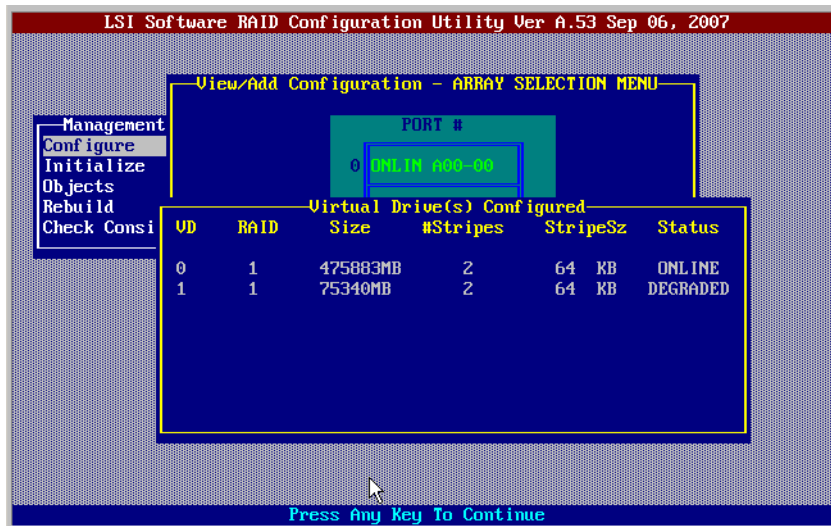 LSI Software RAID Configuration Utility Ver A.53 Sep 06, 2007
View/Add Configuration - ARRAY SELECTION MENU
Management
PORT #
Configure
0 ONLIN A00-00
Initialize
Objects
Rebuild
Virtual Drive(s) Configured
Check Consi
VD RAID Size #Stripes StripeSz Status
0 1 475883MB 2 64 KB ONLINE
1 1 75340MB 2 64 KB DEGRADED
Press Any Key To Continue